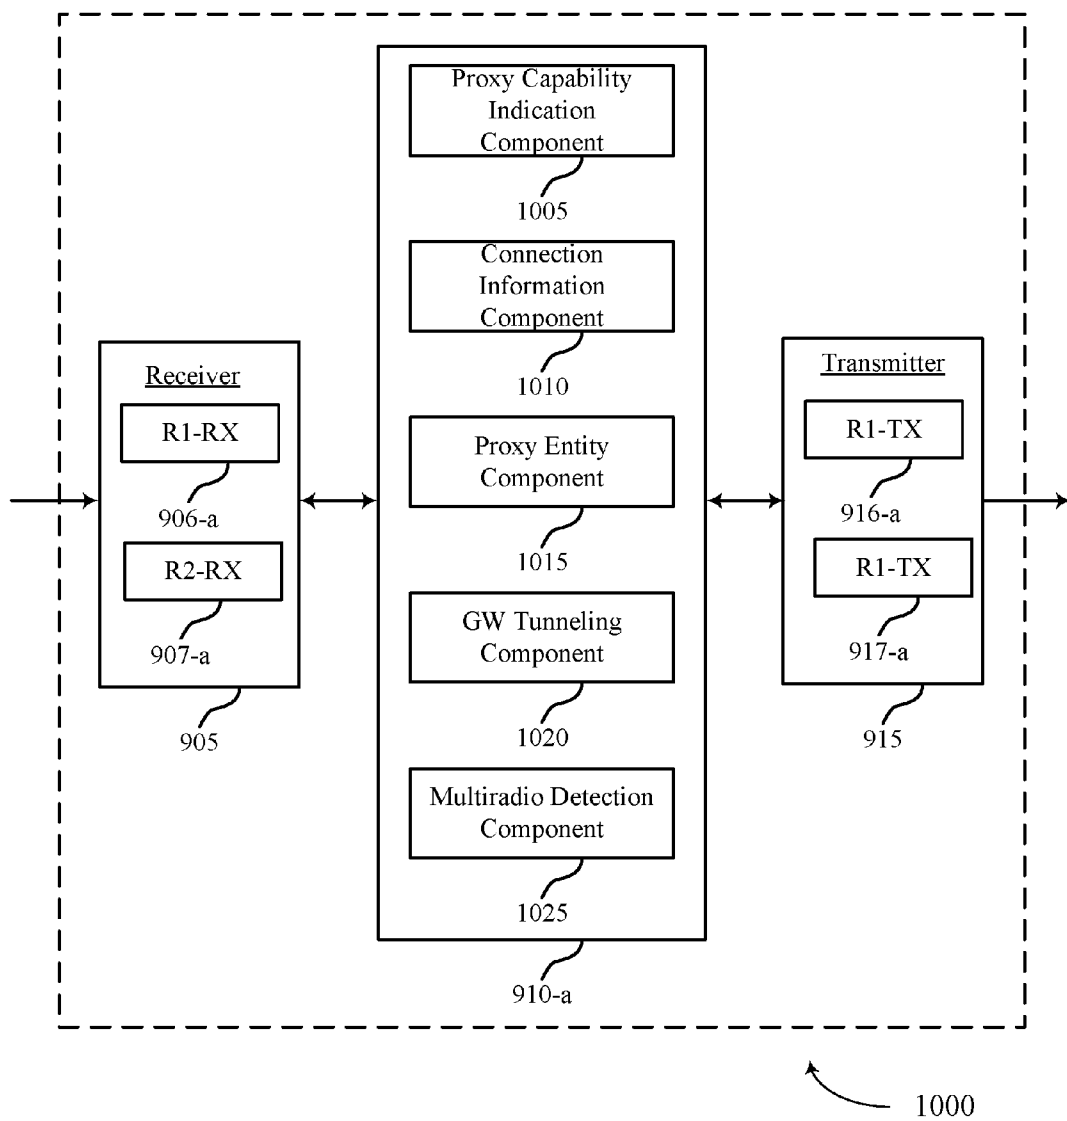 Proxy Capability
Indication
Component
1005
Connection
Information
Component
1010
Proxy Entity
Component
1015
GW Tunneling
Component
1020
Multiradio Detection
Component
1025
910-a
Receiver
R1-RX
906-a
R2-RX
907-a
905
Transmitter
R1-TX
916-a
R1-TX
917-a
915
1000